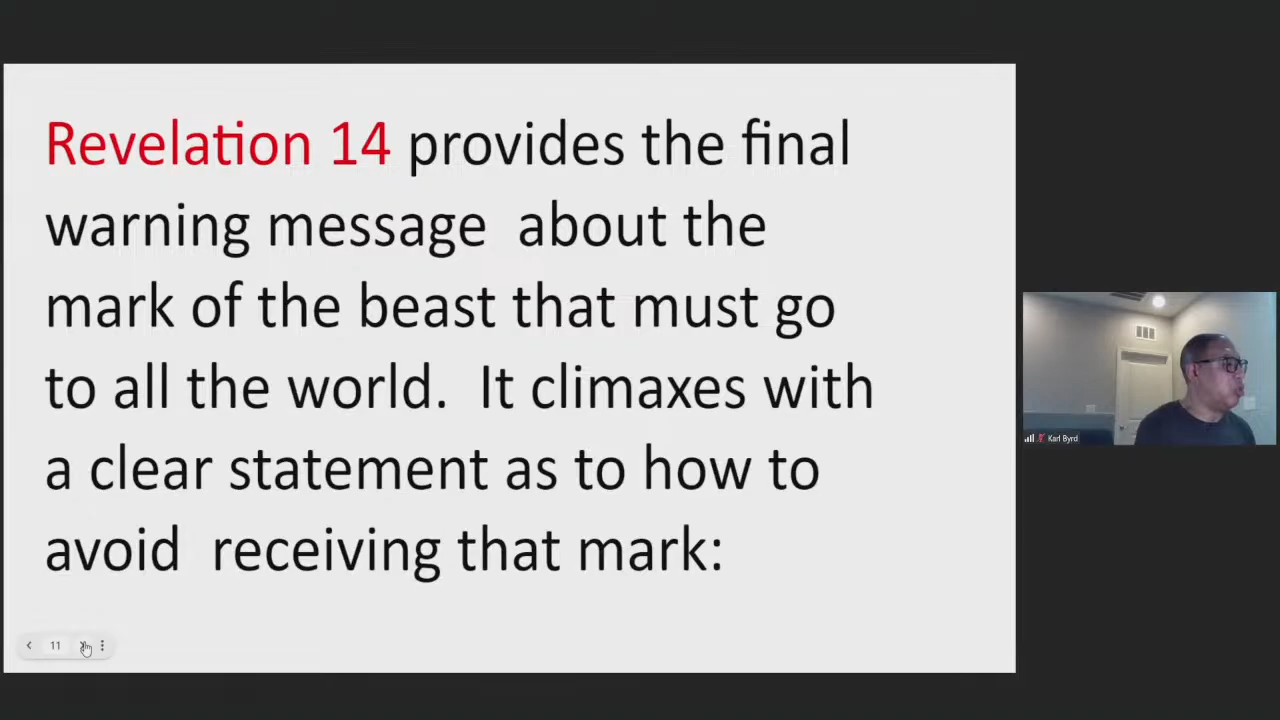 Revelation 14 provides the final
warning message  about the
mark of the beast that must go
to all the world.  It climaxes with
a clear statement as to how to
avoid  receiving that mark:
11
Karl Byrd